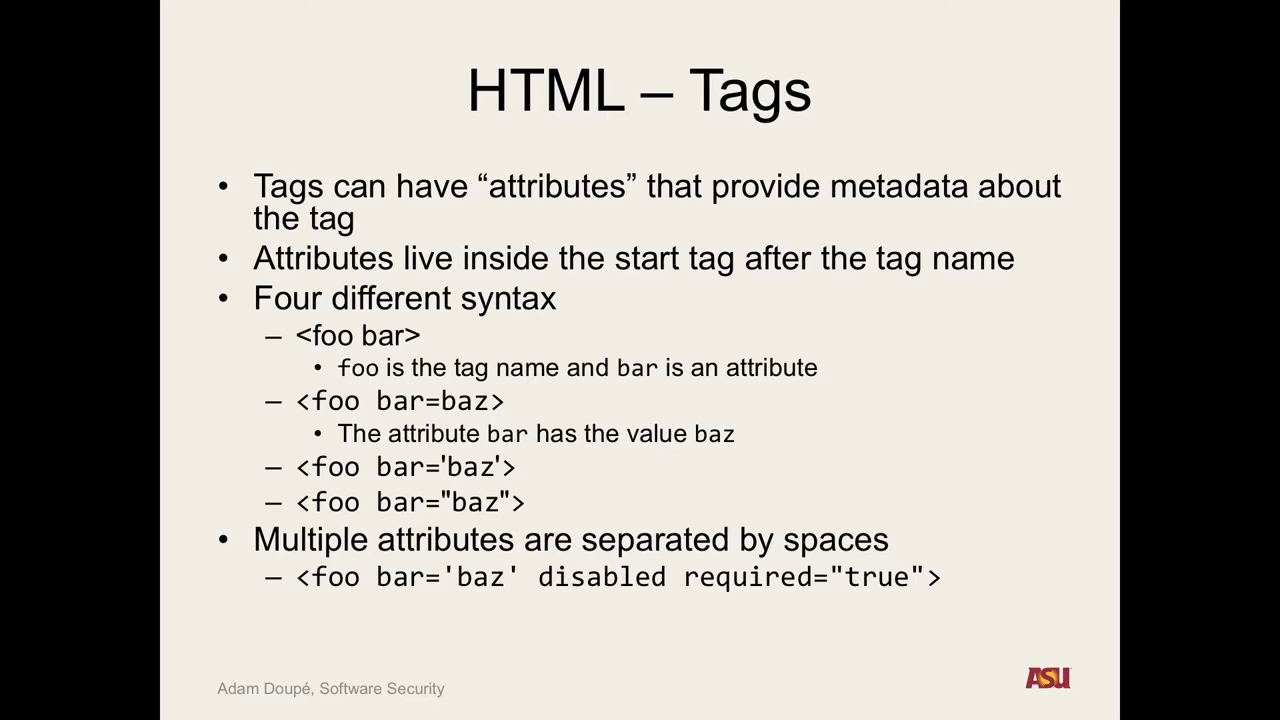 HTML – Tags
• Tags can have “attributes” that provide metadata about
the tag
• Attributes live inside the start tag after the tag name
• Four different syntax
– <foo bar>
• foo is the tag name and bar is an attribute
– <foo bar=baz>
• The attribute bar has the value baz
– <foo bar='baz'>
– <foo bar="baz">
• Multiple attributes are separated by spaces
– <foo bar='baz' disabled required="true">
Adam Doupé, Software Security
ASU